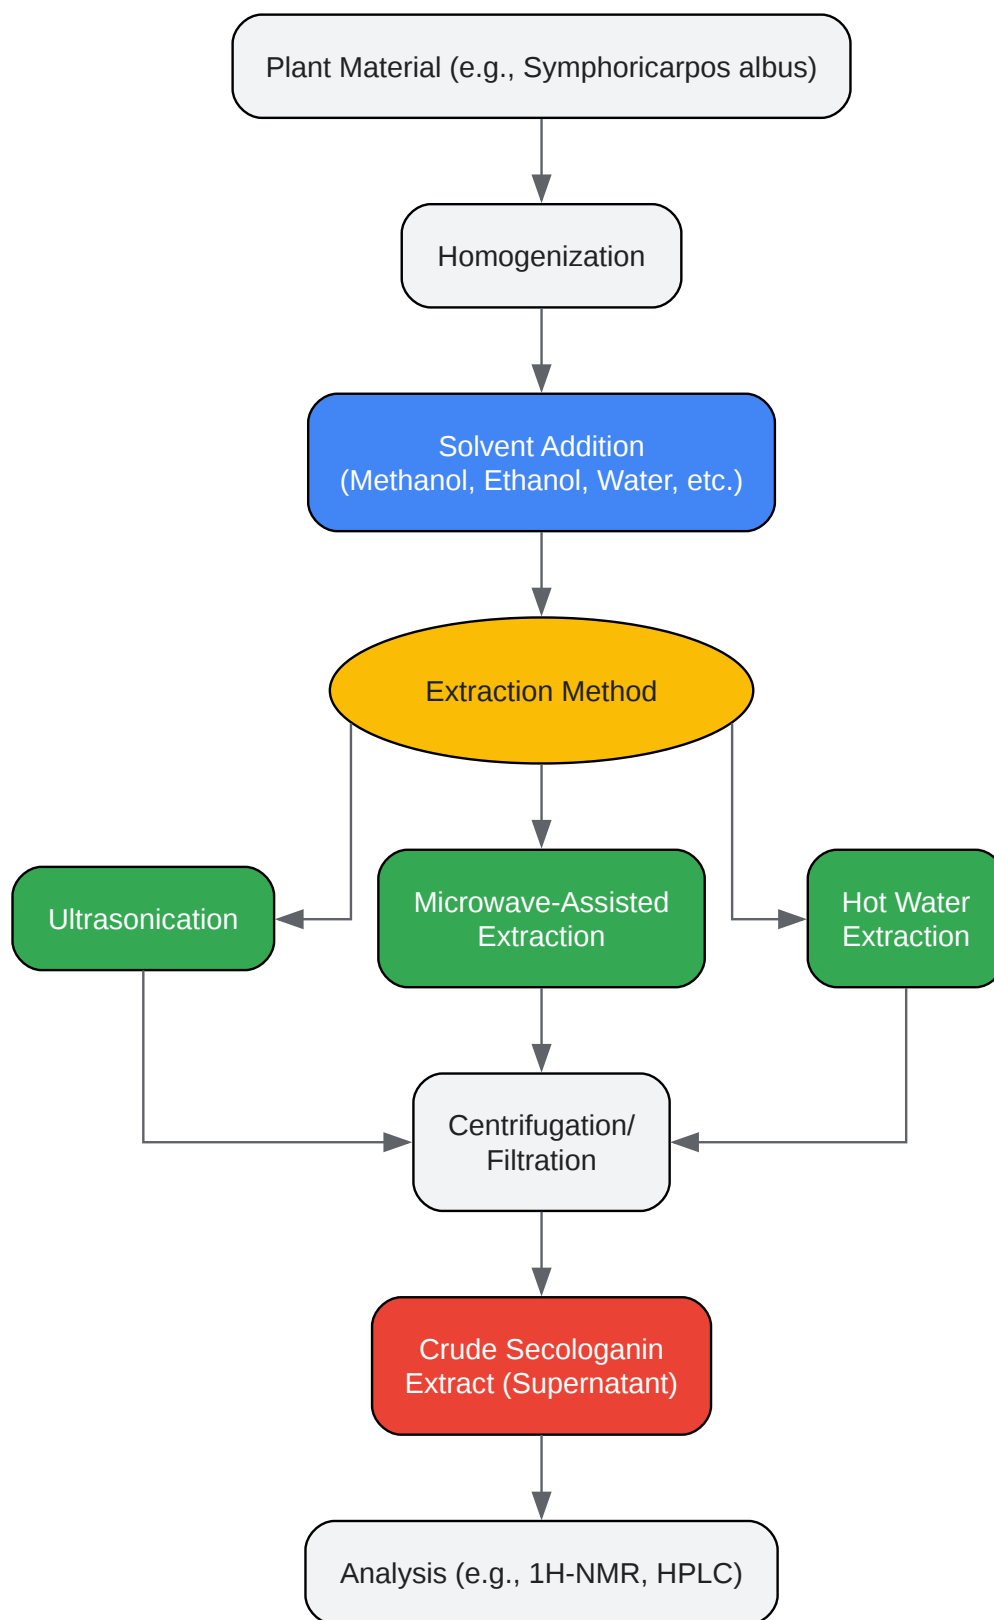 Plant Material (e.g., Symphoricarpos albus)
Homogenization
Solvent Addition
(Methanol, Ethanol, Water, etc.)
Extraction Method
Ultrasonication
Microwave-Assisted
Extraction
Hot Water
Extraction
Centrifugation/
Filtration
Crude Secologanin
Extract (Supernatant)
Analysis (e.g., 1H-NMR, HPLC)